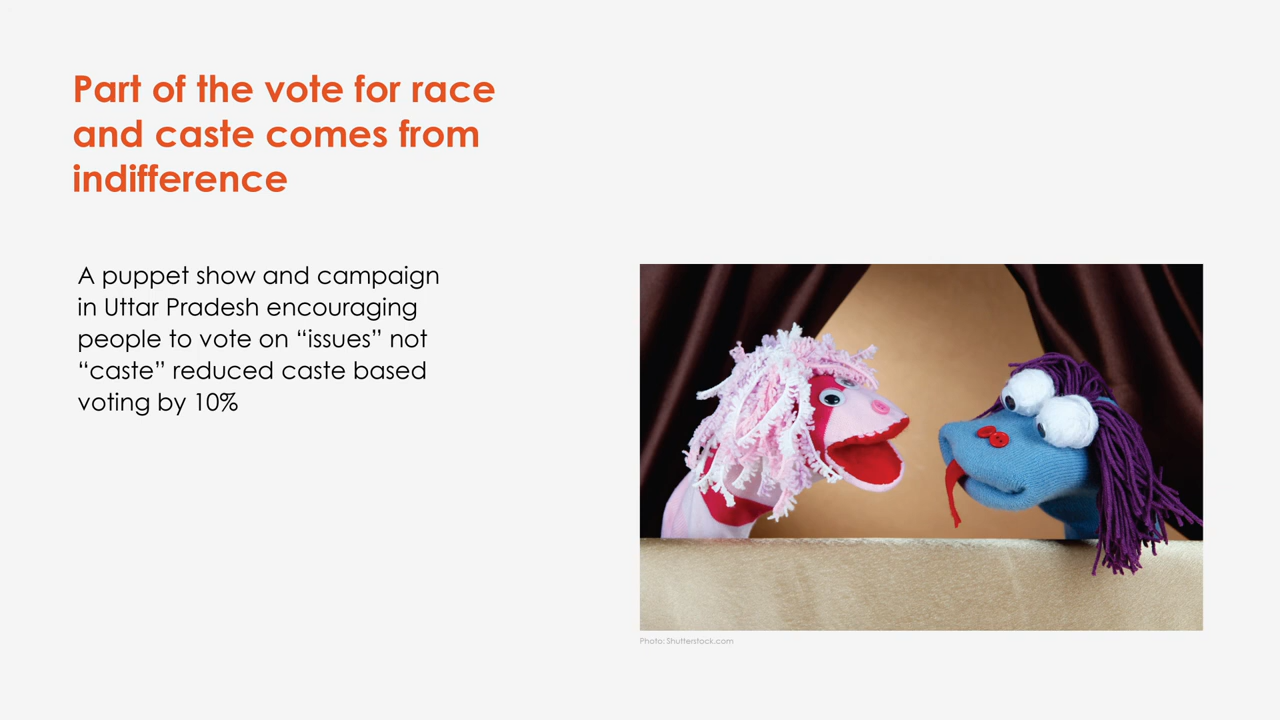 Part of the vote for race
and caste comes from
indifference
A puppet show and campaign
in Uttar Pradesh encouraging
people to vote on “issues” not
“caste” reduced caste based
voting by 10%
Photo: Shutterstock.com